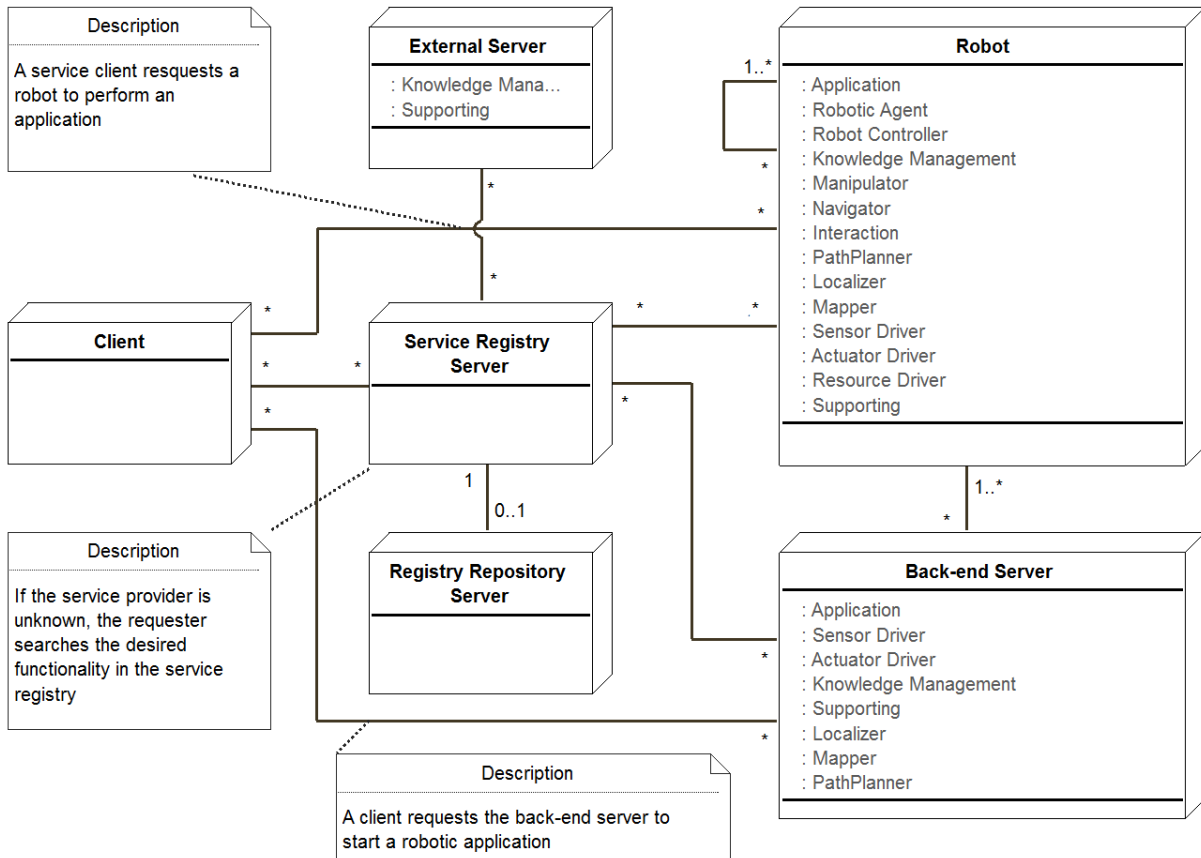 Description
A service client resquests a
robot to perform an
application
External Server
: Knowledge Mana...
: Supporting
Robot
: Application
: Robotic Agent
: Robot Controller
: Knowledge Management
: Manipulator
: Navigator
: Interaction
: PathPlanner
: Localizer
: Mapper
: Sensor Driver
: Actuator Driver
: Resource Driver
: Supporting
1..*
*
*
*
*
*
Client
*
*
*
Service Registry
Server
*
.*
*
1
0..1
1..*
*
Description
If the service provider is
unknown, the requester
searches the desired
functionality in the service
registry
Registry Repository
Server
Back-end Server
: Application
: Sensor Driver
: Actuator Driver
: Knowledge Management
: Supporting
: Localizer
: Mapper
: PathPlanner
*
*
Description
A client requests the back-end server to
start a robotic application